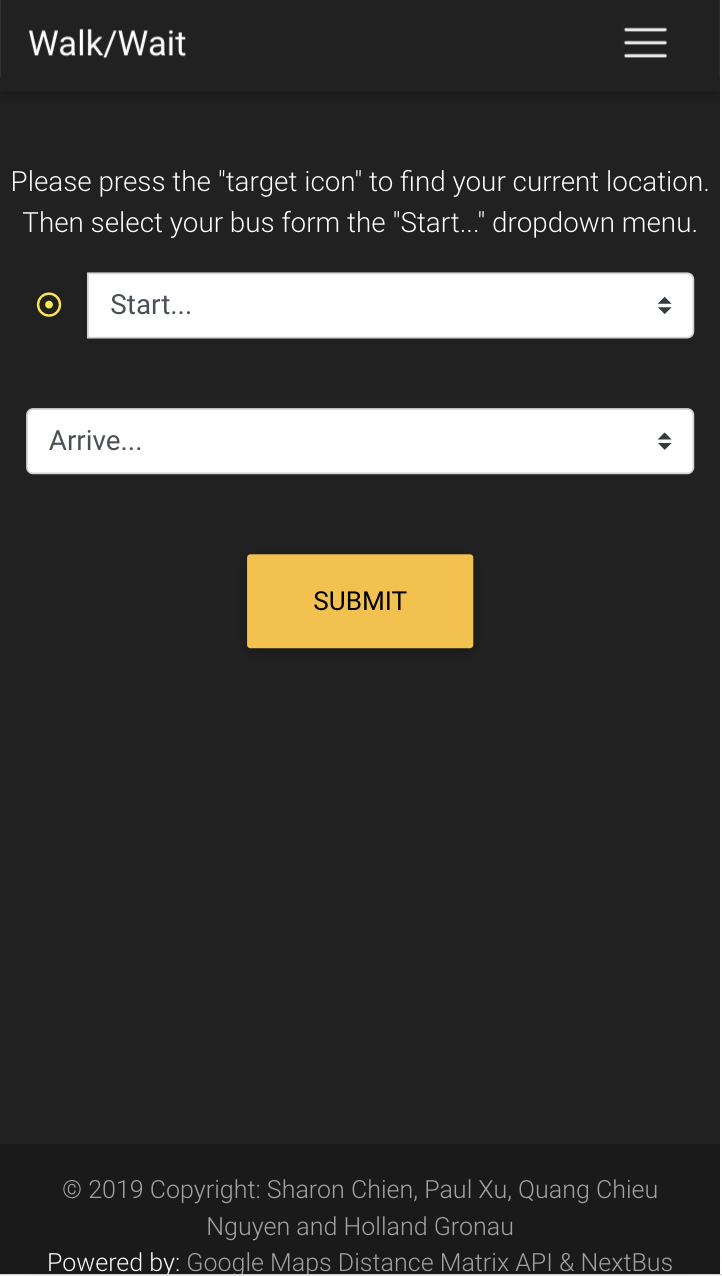 Walk/Wait
Please press the "target icon" to find your current location.
Then select your bus form the "Start..." dropdown menu.
Start...
Arrive...
SUBMIT
© 2019 Copyright: Sharon Chien, Paul Xu, Quang Chieu
Nguyen and Holland Gronau
Powered by: Google Maps Distance Matrix API & NextBus